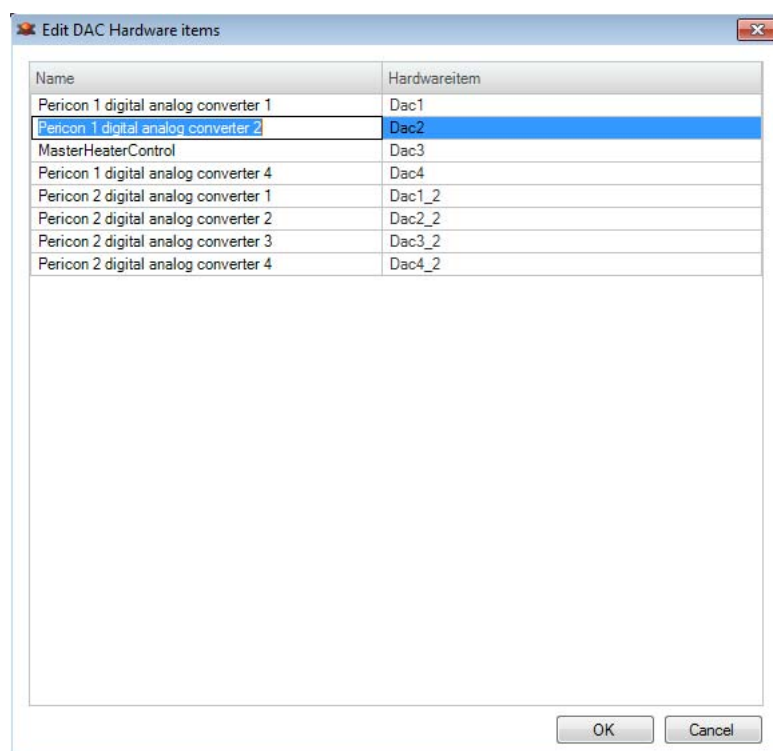 Edit DAC Hardware items
Name Hardwareitem
Pericon 1 digital analog converter 1 Dac1
Pericon 1 digital analog converter 2 Dac2
MasterHeaterControl Dac3
Pericon 1 digital analog converter 4 Dac4
Pericon 2 digital analog converter 1 Dac1_2
Pericon 2 digital analog converter 2 Dac2_2
Pericon 2 digital analog converter 3 Dac3_2
Pericon 2 digital analog converter 4 Dac4_2
OK Cancel